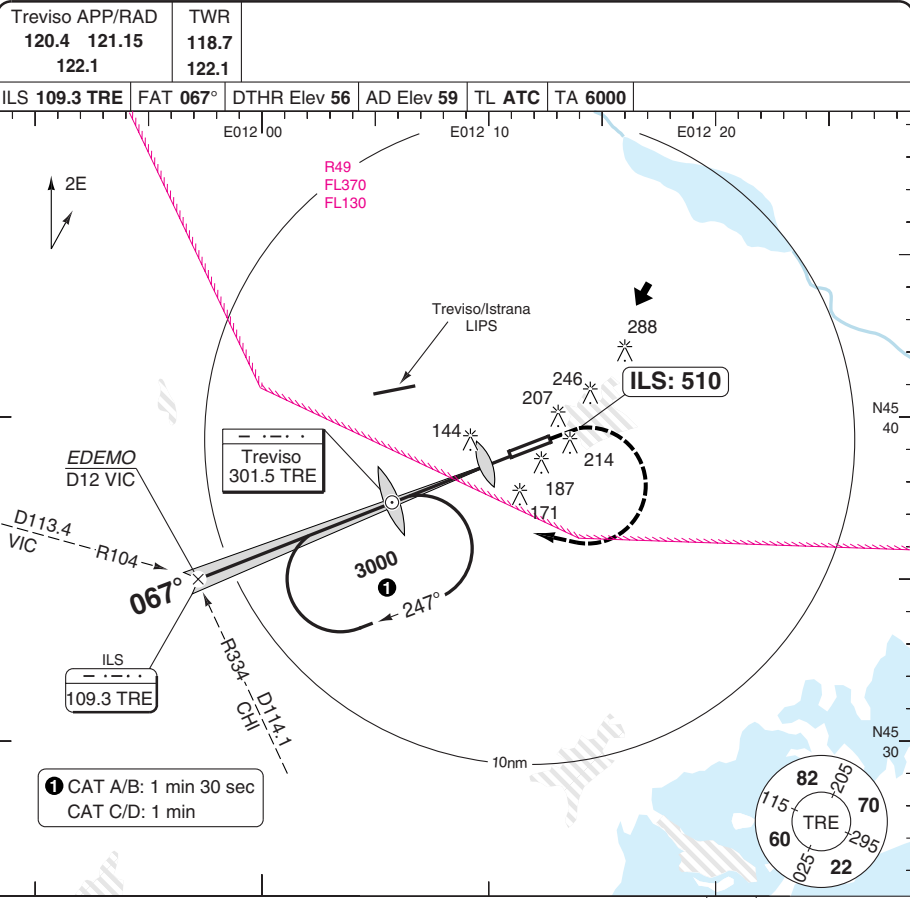 Treviso APP/RAD
120.4 121.15
122.1
TWR
118.7
122.1
ILS 109.3 TRE
FAT 067°
DTHR Elev 56
AD Elev 59
TL ATC
TA 6000
E012 00
E012 10
E012 20
2E
R49
FL370
FL130
Treviso/Istrana
LIPS
288
246
ILS: 510
207
144
214
187
171
N45
40
Treviso
301.5 TRE
EDEMO
D12 VIC
D113.4
VIC
R104
067°
3000
1
247°
ILS
109.3 TRE
R334
D114.1
CHI
10nm
N45
30
1 CAT A/B: 1 min 30 sec
CAT C/D: 1 min
82
205
115
70
TRE
60
295
025
22